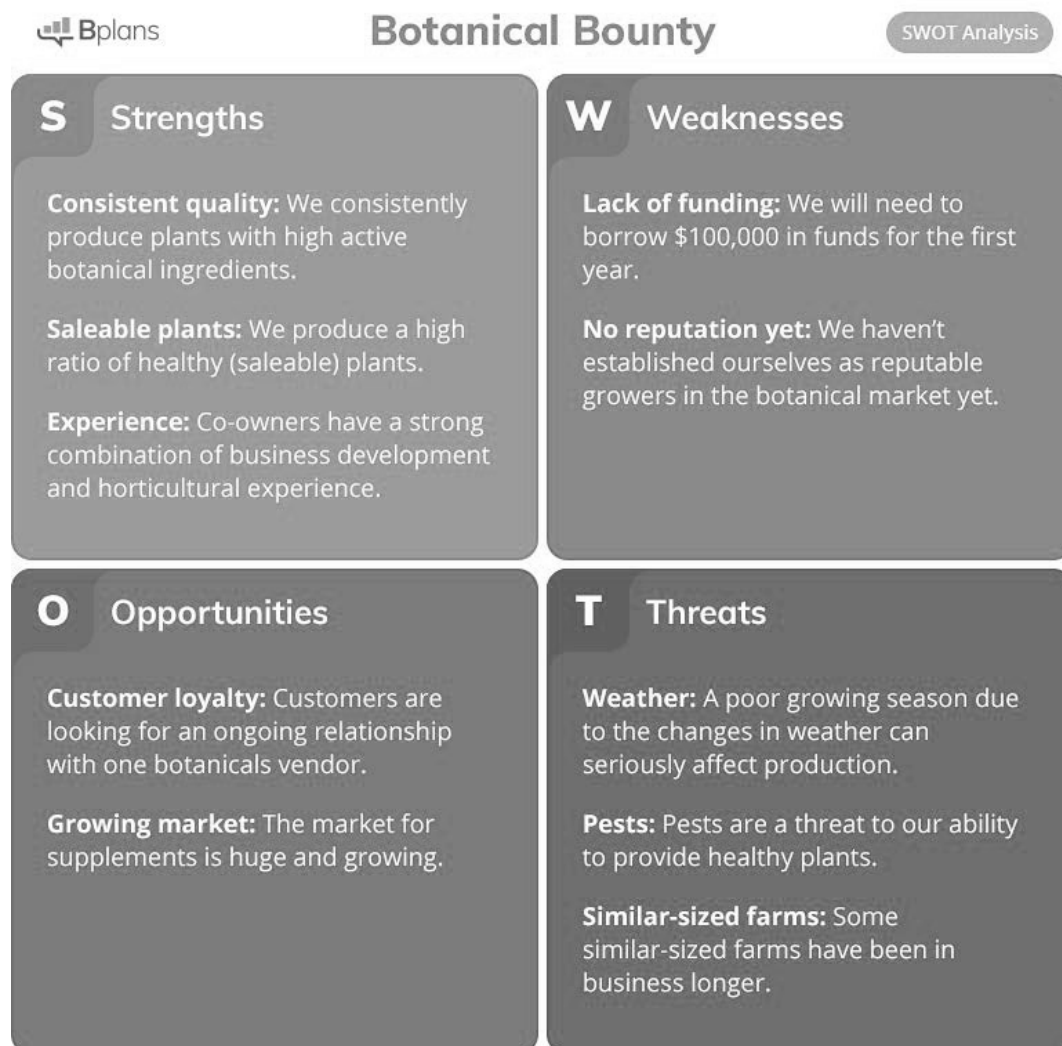 Bplans
Botanical Bounty
SWOT Analysis
S Strengths
Consistent quality: We consistently
produce plants with high active
botanical ingredients.
Saleable plants: We produce a high
ratio of healthy (saleable) plants.
Experience: Co-owners have a strong
combination of business development
and horticultural experience.
W Weaknesses
Lack of funding: We will need to
borrow $100,000 in funds for the first
year.
No reputation yet: We haven’t
established ourselves as reputable
growers in the botanical market yet.
O Opportunities
Customer loyalty: Customers are
looking for an ongoing relationship
with one botanicals vendor.
Growing market: The market for
supplements is huge and growing.
T Threats
Weather: A poor growing season due
to the changes in weather can
seriously affect production.
Pests: Pests are a threat to our ability
to provide healthy plants.
Similar-sized farms: Some
similar-sized farms have been in
business longer.